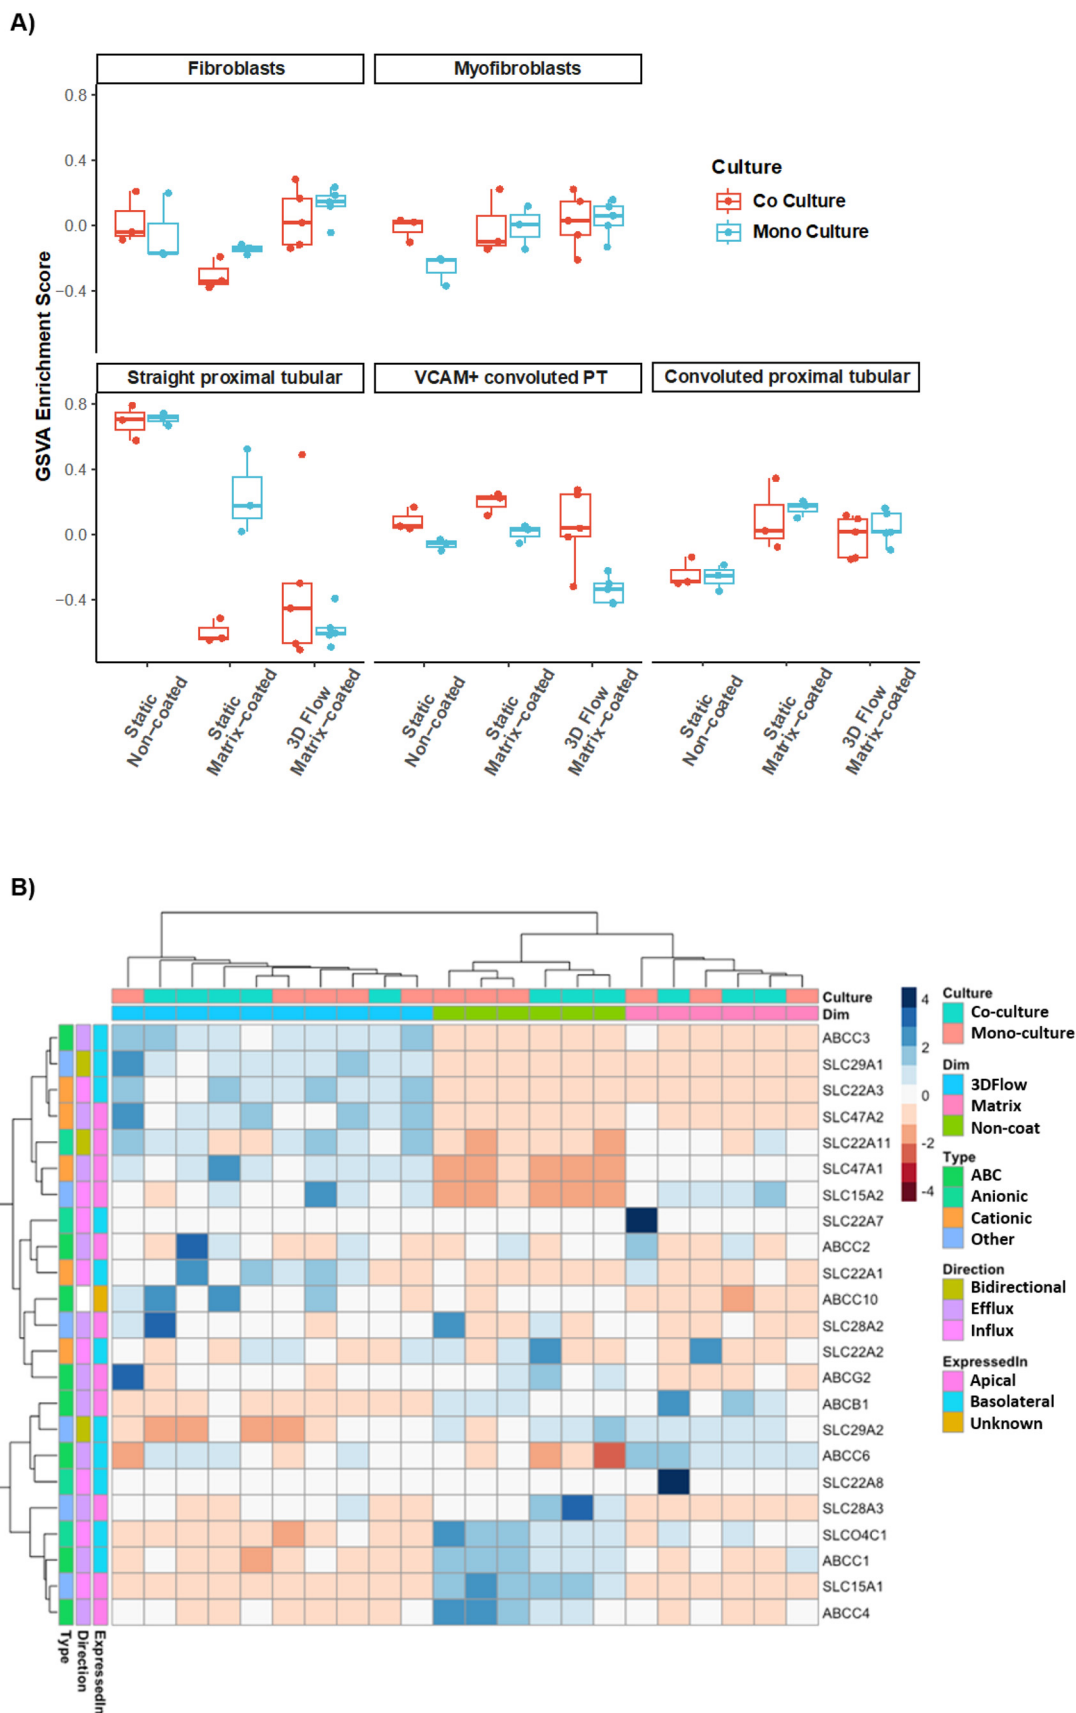 A)
Fibroblasts
Myofibroblasts
0.8
0.4
0.0
−0.4
Culture
Co Culture
Mono Culture
GSVA Enrichment Score
Straight proximal tubular
VCAM+ convoluted PT
Convoluted proximal tubular
0.8
0.4
0.0
−0.4
Static
Non−coated
Static
Matrix−coated
3D Flow
Matrix−coated
Static
Non−coated
Static
Matrix−coated
3D Flow
Matrix−coated
Static
Non−coated
Static
Matrix−coated
3D Flow
Matrix−coated
B)
Culture
Dim
ABCC3
SLC29A1
SLC22A3
SLC47A2
SLC22A11
SLC47A1
SLC15A2
SLC22A7
ABCC2
SLC22A1
ABCC10
SLC28A2
SLC22A2
ABCG2
ABCB1
SLC29A2
ABCC6
SLC22A8
SLC28A3
SLCO4C1
ABCC1
SLC15A1
ABCC4
4
2
0
-2
-4
Culture
Co-culture
Mono-culture
Dim
3DFlow
Matrix
Non-coat
Type
ABC
Anionic
Cationic
Other
Direction
Bidirectional
Efflux
Influx
ExpressedIn
Apical
Basolateral
Unknown
Type
Direction
ExpressedIn